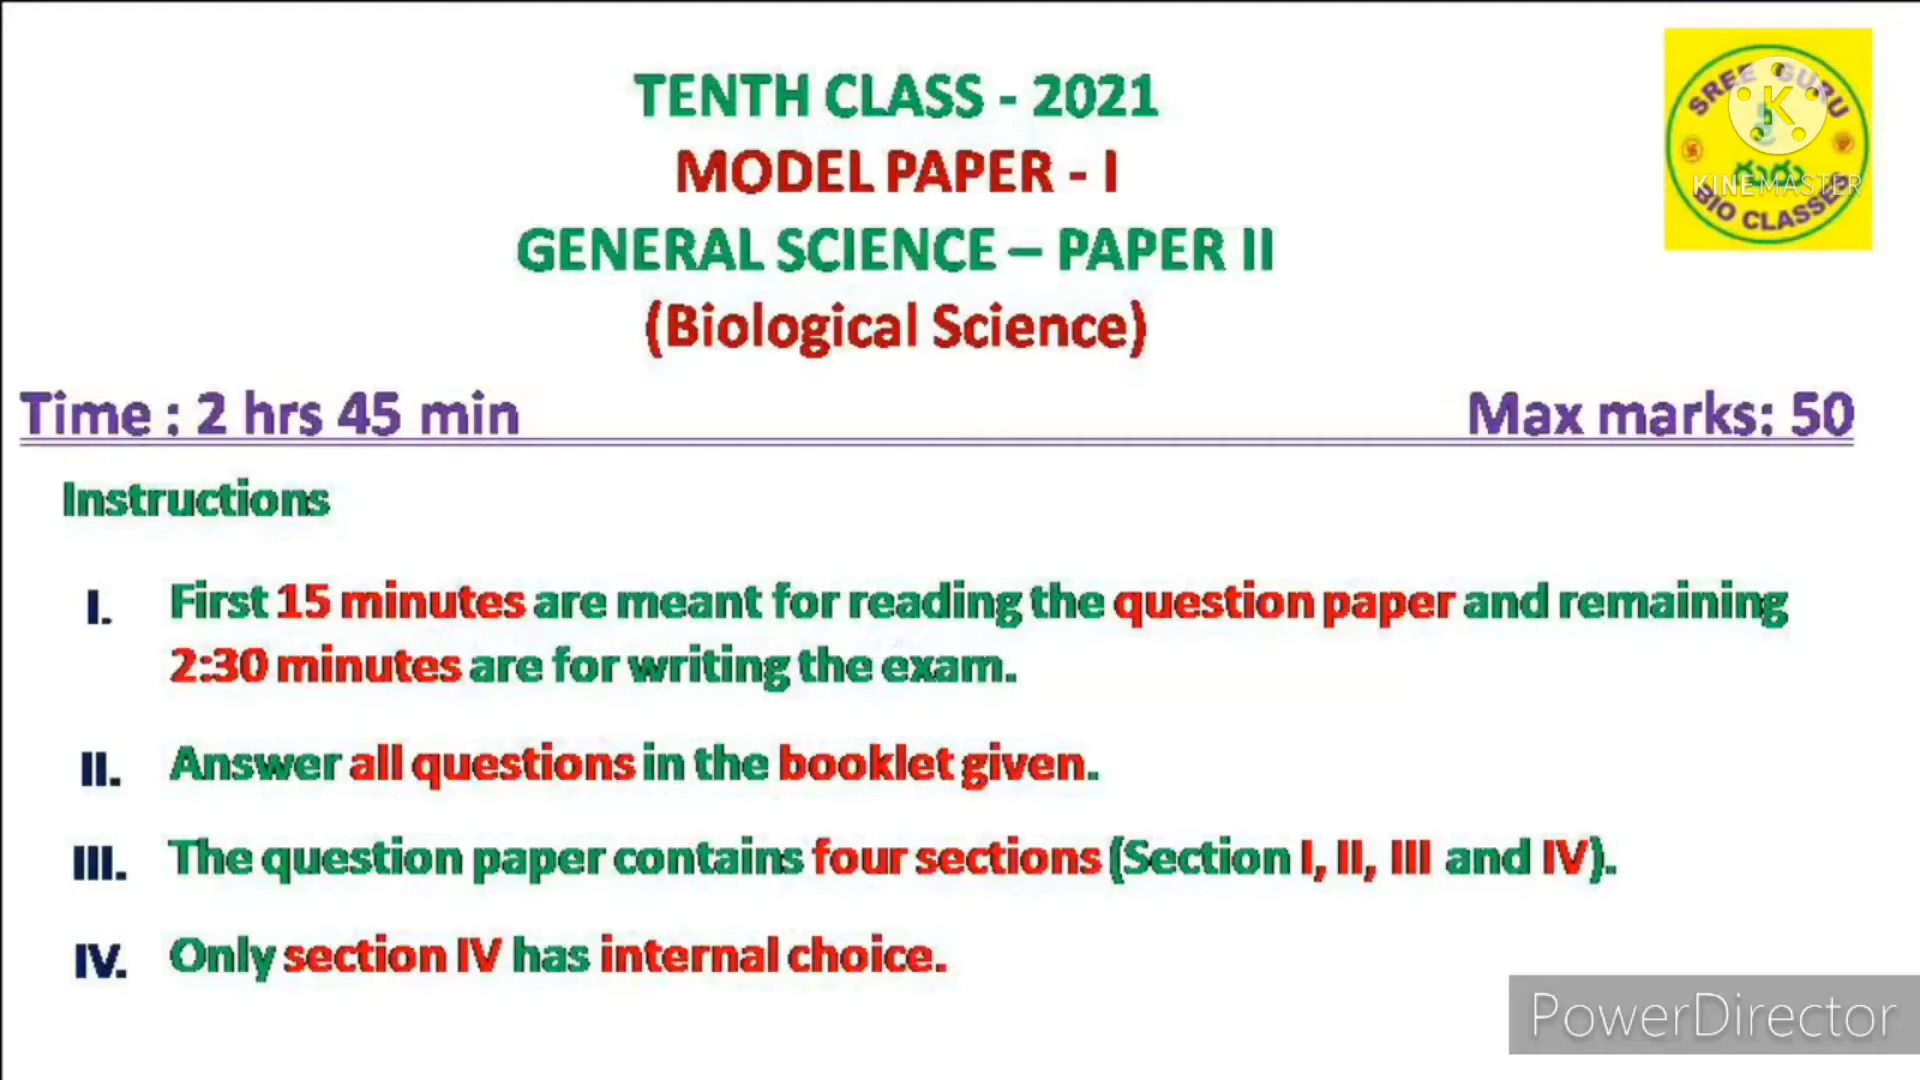 TENTH CLASS - 2021
MODEL PAPER - I
GENERAL SCIENCE – PAPER II
(Biological Science)
SREE GURU
K
గురు
KINEMASTER
BIO CLASSES
Time : 2 hrs 45 min Max marks: 50
Instructions
I. First 15 minutes are meant for reading the question paper and remaining
2:30 minutes are for writing the exam.
II. Answer all questions in the booklet given.
III. The question paper contains four sections (Section I, II, III and IV).
IV. Only section IV has internal choice.
PowerDirector